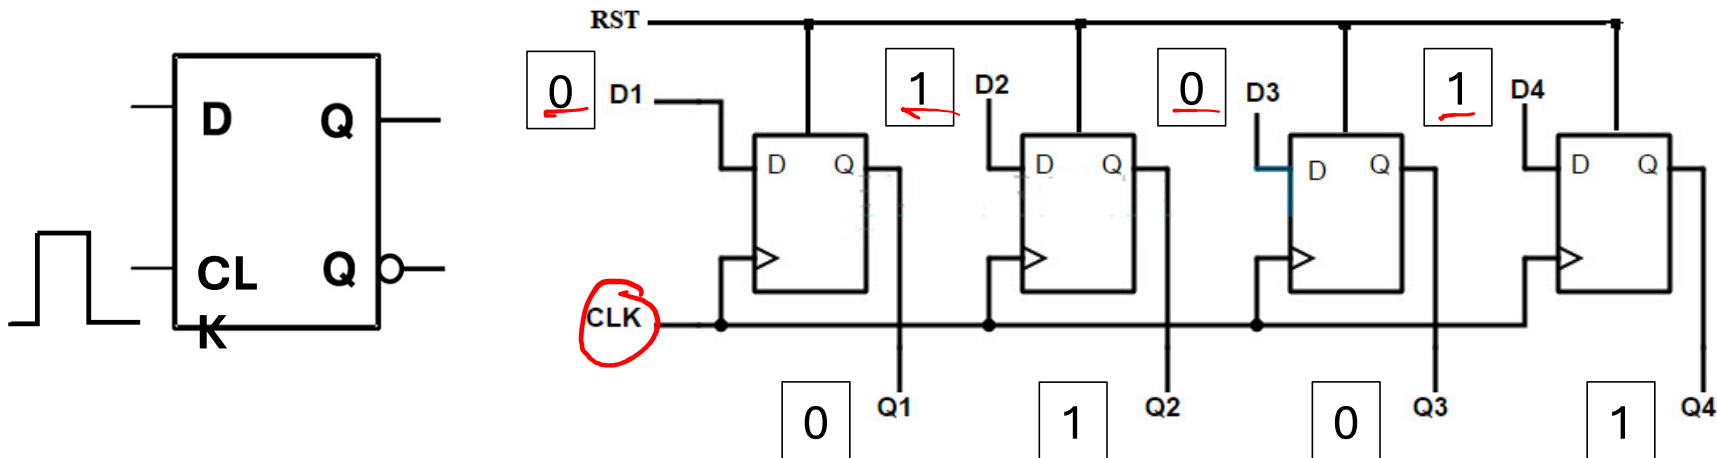 D Q
CL
K
Q
RST
0 D1 1 D2 0 D3 1 D4
D Q D Q D Q D Q
CLK
0 Q1 1 Q2 0 Q3 1 Q4